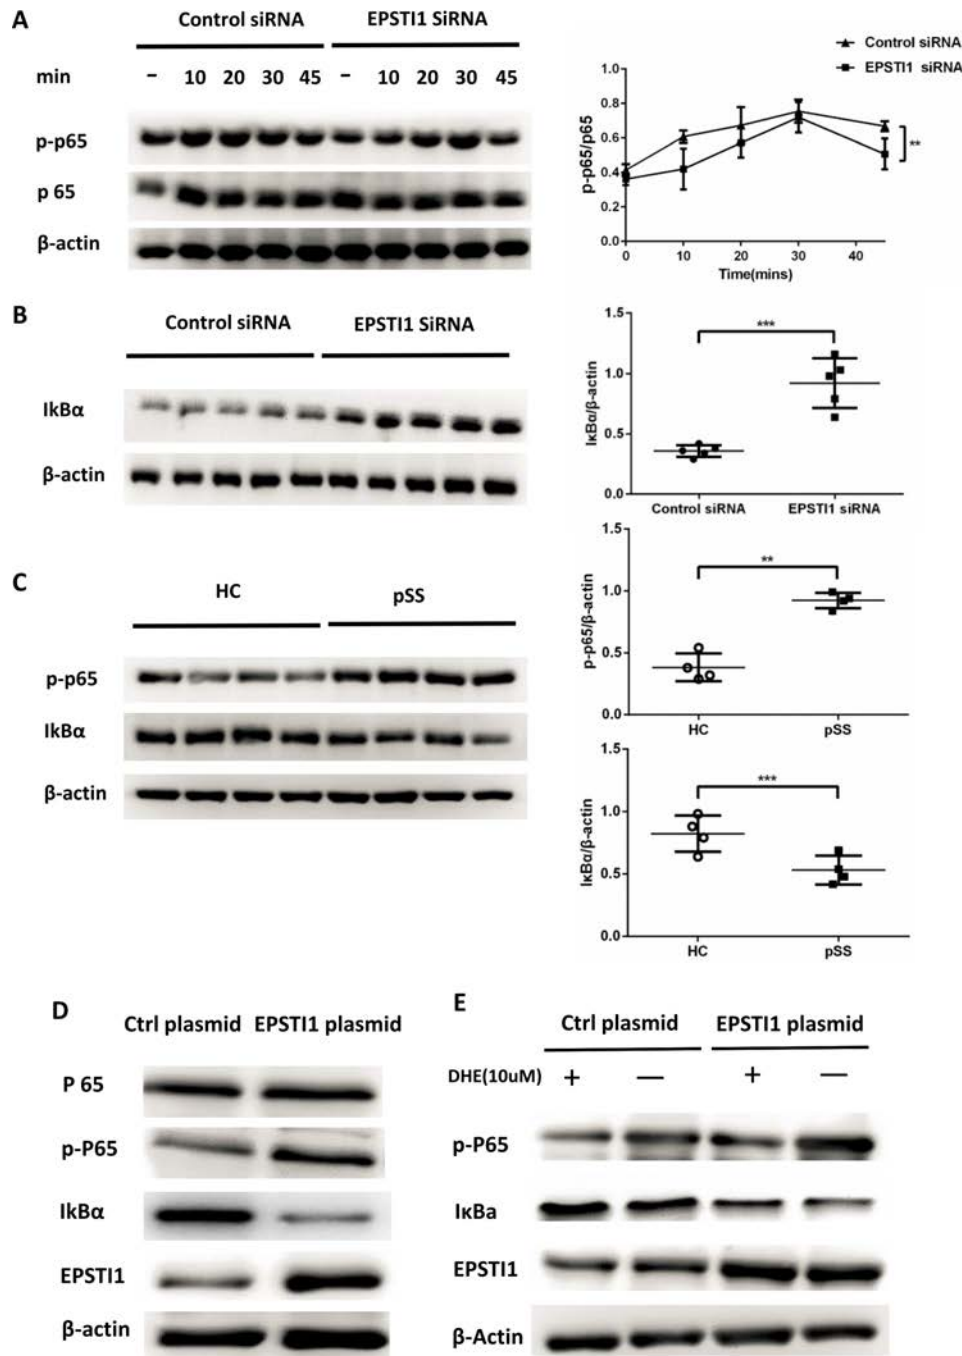 A
Control siRNA
EPSTI1 SiRNA
min
– 10 20 30 45 – 10 20 30 45
p-p65
p 65
β-actin
Control siRNA
EPSTI1 siRNA
p-p65/p65
1.0
0.8
0.6
0.4
0.2
0.0
0 10 20 30 40
Time(mins)
**
B
Control siRNA
EPSTI1 SiRNA
IkBα
β-actin
IκBα/β-actin
1.5
1.0
0.5
0.0
***
Control siRNA
EPSTI1 siRNA
C
HC
pSS
p-p65
IkBα
β-actin
p-p65/β-actin
1.5
1.0
0.5
0.0
**
HC
pSS
IκBα/β-actin
1.5
1.0
0.5
0.0
***
HC
pSS
D
Ctrl plasmid
EPSTI1 plasmid
P 65
p-P65
IkBα
EPSTI1
β-actin
E
Ctrl plasmid
EPSTI1 plasmid
DHE(10uM) + — + —
p-P65
IκBa
EPSTI1
β-Actin